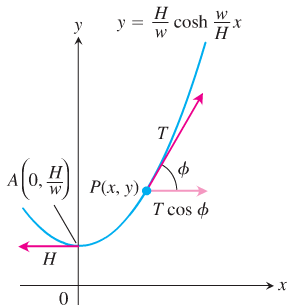 y = H/w cosh w/H x
y
T
A(0, H/w)
ϕ
P(x, y)
T cos ϕ
H
x
0